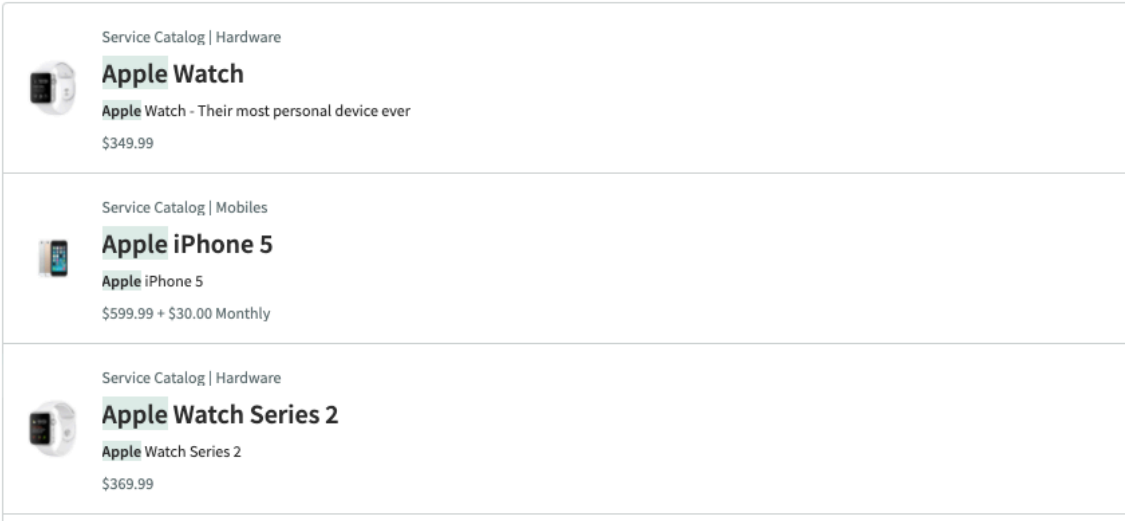 Service Catalog | Hardware
Apple Watch
Apple Watch - Their most personal device ever
$349.99
Service Catalog | Mobiles
Apple iPhone 5
Apple iPhone 5
$599.99 + $30.00 Monthly
Service Catalog | Hardware
Apple Watch Series 2
Apple Watch Series 2
$369.99